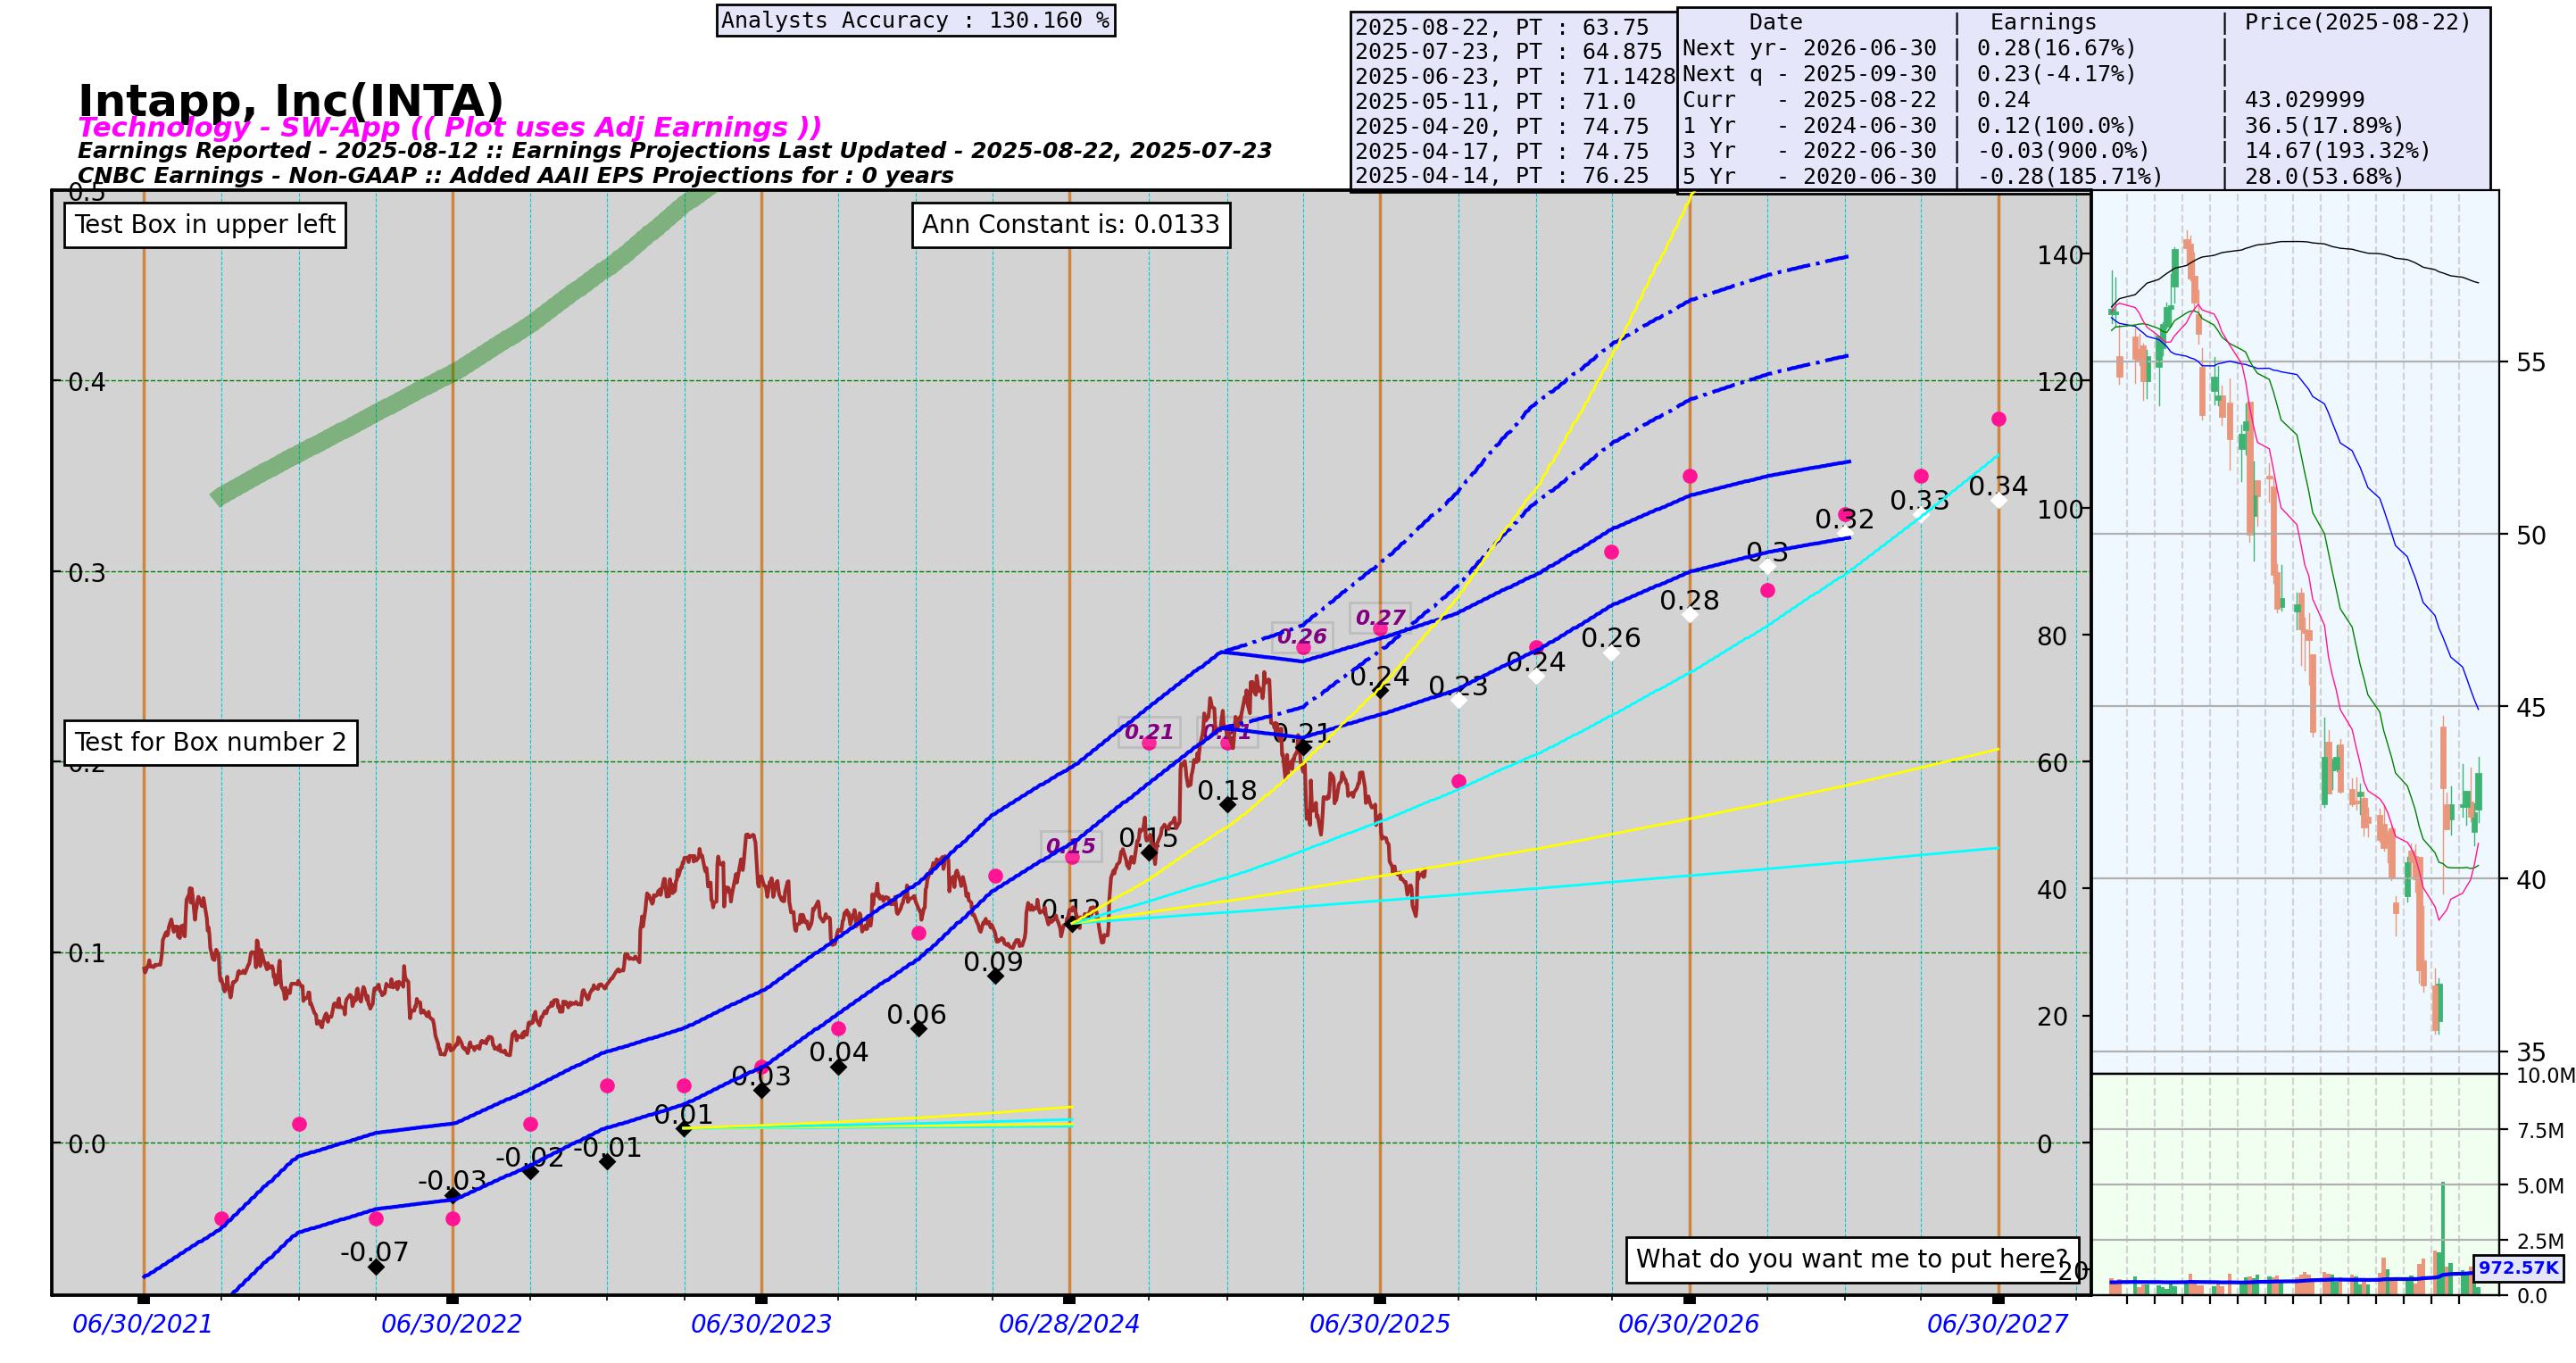 Analysts Accuracy : 130.160 %
2025-08-22, PT : 63.75
2025-07-23, PT : 64.875
2025-06-23, PT : 71.1428
2025-05-11, PT : 71.0
2025-04-20, PT : 74.75
2025-04-17, PT : 74.75
2025-04-14, PT : 76.25
Date | Earnings | Price(2025-08-22)
Next yr- 2026-06-30 | 0.28(16.67%) |
Next q - 2025-09-30 | 0.23(-4.17%) |
Curr - 2025-08-22 | 0.24 | 43.029999
1 Yr - 2024-06-30 | 0.12(100.0%) | 36.5(17.89%)
3 Yr - 2022-06-30 | -0.03(900.0%) | 14.67(193.32%)
5 Yr - 2020-06-30 | -0.28(185.71%) | 28.0(53.68%)
Intapp, Inc(INTA)
Technology - SW-App (( Plot uses Adj Earnings ))
Earnings Reported - 2025-08-12 :: Earnings Projections Last Updated - 2025-08-22, 2025-07-23
CNBC Earnings - Non-GAAP :: Added AAII EPS Projections for : 0 years
Test Box in upper left
Ann Constant is: 0.0133
Test for Box number 2
What do you want me to put here?
0.5
0.4
0.3
0.2
0.1
0.0
-0.07
-0.03
-0.02
-0.01
0.01
0.03
0.04
0.06
0.09
0.12
0.15
0.15
0.21
0.18
0.21
0.26
0.21
0.27
0.24
0.23
0.24
0.26
0.28
0.3
0.32
0.33
0.34
140
120
100
80
60
40
20
0
−20
55
50
45
40
35
10.0M
7.5M
5.0M
2.5M
972.57K
0.0
06/30/2021
06/30/2022
06/30/2023
06/28/2024
06/30/2025
06/30/2026
06/30/2027